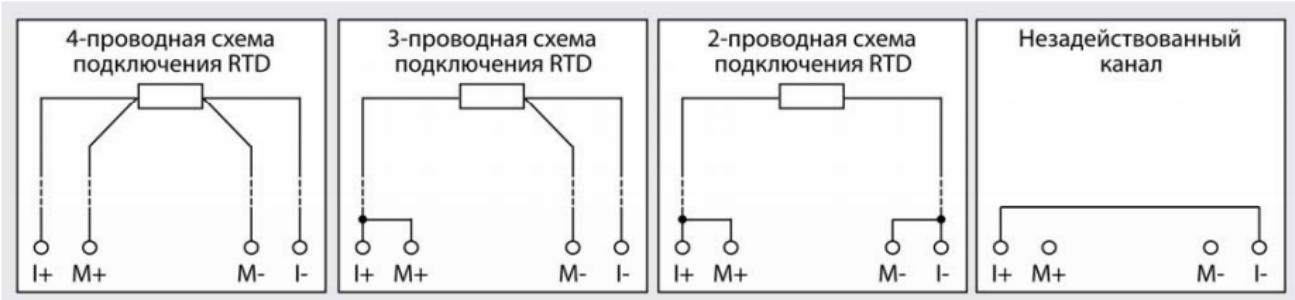 4-проводная схема
подключения RTD
I+ M+ M- I-
3-проводная схема
подключения RTD
I+ M+ M- I-
2-проводная схема
подключения RTD
I+ M+ M- I-
Незадействованный
канал
I+ M+ M- I-